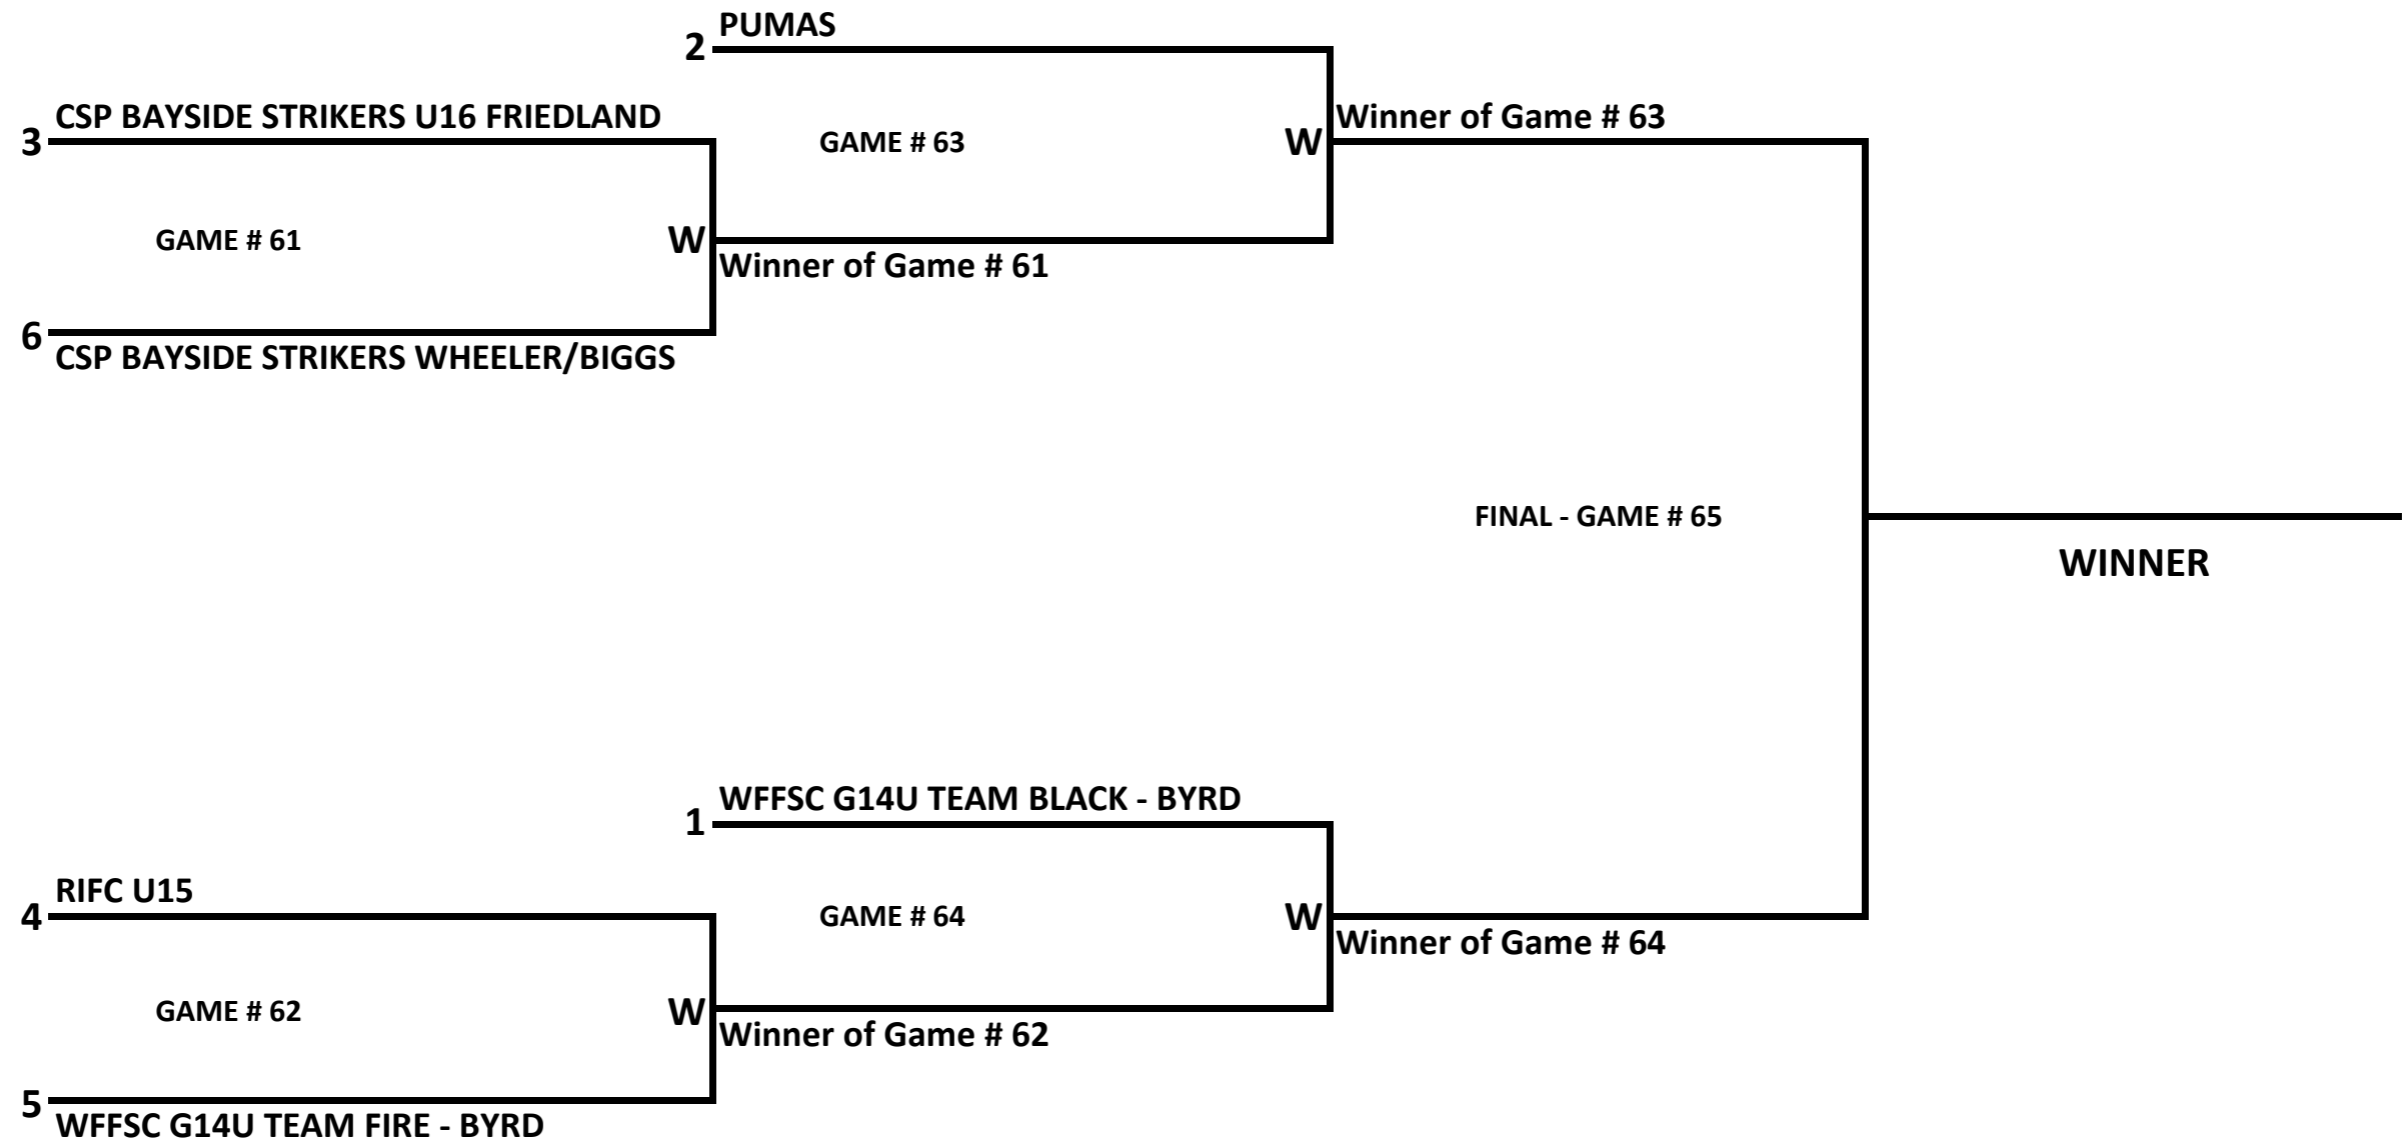 PUMAS
2
CSP BAYSIDE STRIKERS U16 FRIEDLAND
Winner of Game # 63
3
GAME # 63
W
GAME # 61
W
Winner of Game # 61
6
CSP BAYSIDE STRIKERS WHEELER/BIGGS
FINAL - GAME # 65
WINNER
WFFSC G14U TEAM BLACK - BYRD
1
RIFC U15
4
GAME # 64
W
Winner of Game # 64
GAME # 62
W
Winner of Game # 62
5
WFFSC G14U TEAM FIRE - BYRD